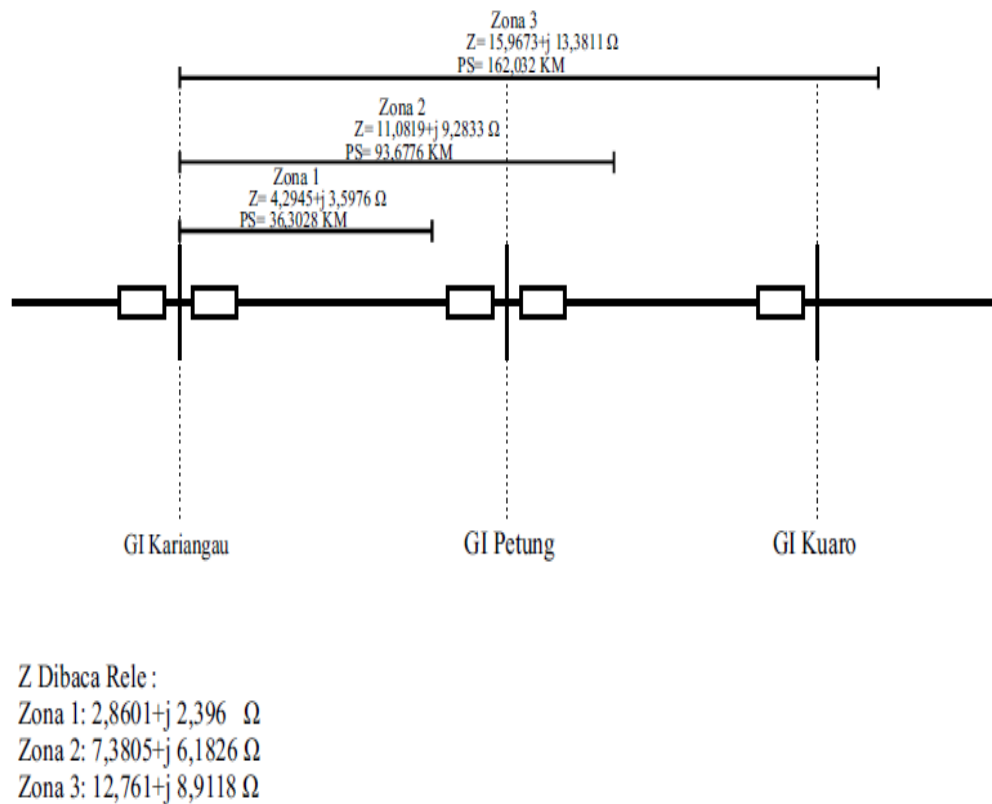 Zona 3
Z= 15,9673+j 13,3811 Ω
PS= 162,032 KM
Zona 2
Z= 11,0819+j 9,2833 Ω
PS= 93,6776 KM
Zona 1
Z= 4,2945+j 3,5976 Ω
PS= 36,3028 KM
GI Kariangau
GI Petung
GI Kuaro
Z Dibaca Rele :
Zona 1: 2,8601+j 2,396 Ω
Zona 2: 7,3805+j 6,1826 Ω
Zona 3: 12,761+j 8,9118 Ω